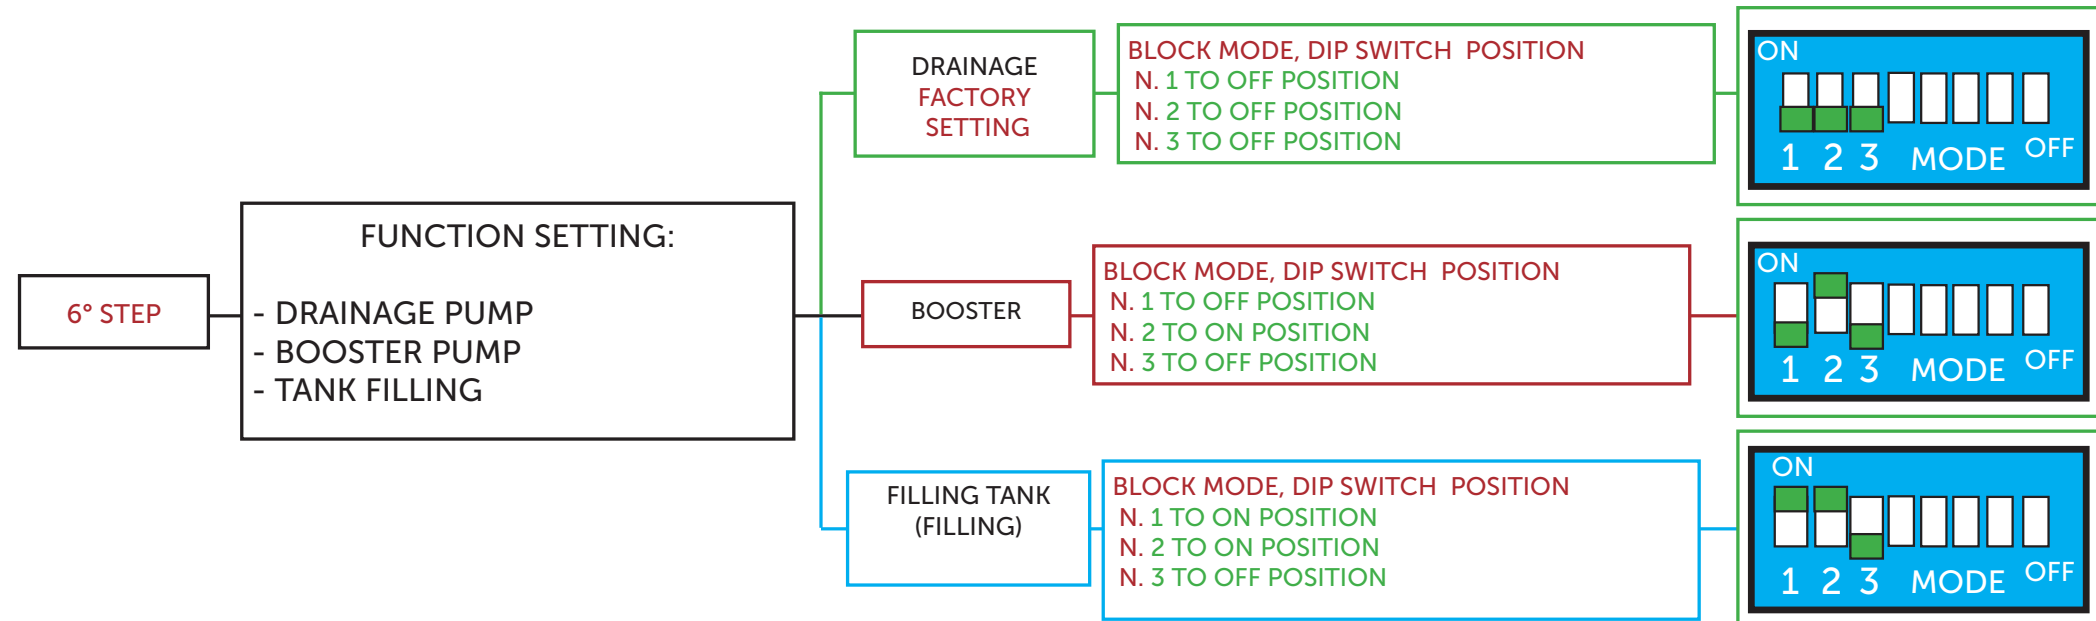 6° STEP
FUNCTION SETTING:
- DRAINAGE PUMP
- BOOSTER PUMP
- TANK FILLING
DRAINAGE
FACTORY
SETTING
BLOCK MODE, DIP SWITCH POSITION
N. 1 TO OFF POSITION
N. 2 TO OFF POSITION
N. 3 TO OFF POSITION
ON
1 2 3 MODE OFF
BOOSTER
BLOCK MODE, DIP SWITCH POSITION
N. 1 TO OFF POSITION
N. 2 TO ON POSITION
N. 3 TO OFF POSITION
ON
1 2 3 MODE OFF
FILLING TANK
(FILLING)
BLOCK MODE, DIP SWITCH POSITION
N. 1 TO ON POSITION
N. 2 TO ON POSITION
N. 3 TO OFF POSITION
ON
1 2 3 MODE OFF